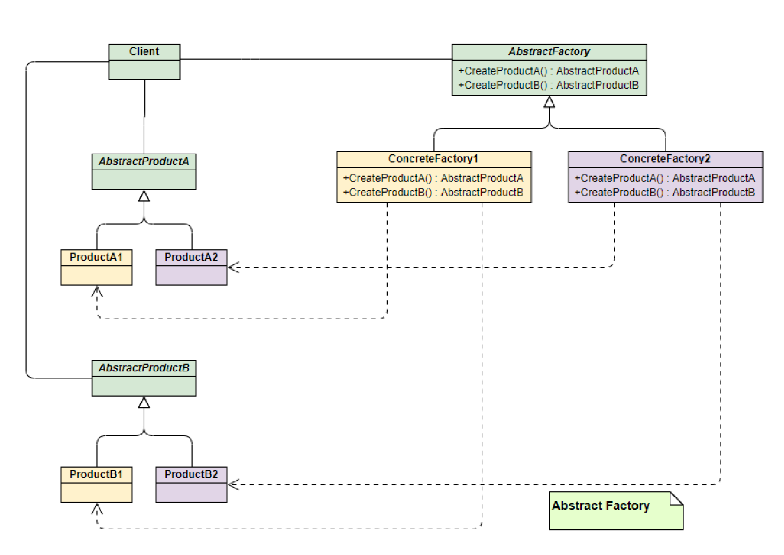 Client
AbstractFactory
+CreateProductA() : AbstractProductA
+CreateProductB() : AbstractProductB
AbstractProductA
ConcreteFactory1
+CreateProductA() : AbstractProductA
+CreateProductB() : AbstractProductB
ConcreteFactory2
+CreateProductA() : AbstractProductA
+CreateProductB() : AbstractProductB
ProductA1
ProductA2
AbstractProductB
ProductB1
ProductB2
Abstract Factory